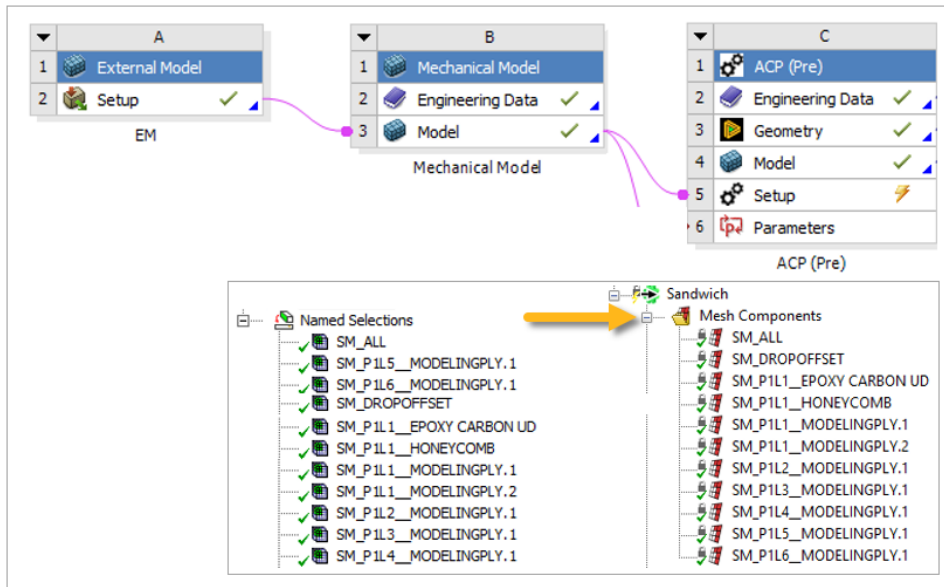 A
1 External Model
2 Setup
EM
B
1 Mechanical Model
2 Engineering Data
3 Model
Mechanical Model
C
1 ACP (Pre)
2 Engineering Data
3 Geometry
4 Model
5 Setup
6 Parameters
ACP (Pre)
Named Selections
SM_ALL
SM_P1L5__MODELINGPLY.1
SM_P1L6__MODELINGPLY.1
SM_DROPOFFSET
SM_P1L1__EPOXY CARBON UD
SM_P1L1__HONEYCOMB
SM_P1L1__MODELINGPLY.1
SM_P1L1__MODELINGPLY.2
SM_P1L2__MODELINGPLY.1
SM_P1L3__MODELINGPLY.1
SM_P1L4__MODELINGPLY.1
Sandwich
Mesh Components
SM_ALL
SM_DROPOFFSET
SM_P1L1__EPOXY CARBON UD
SM_P1L1__HONEYCOMB
SM_P1L1__MODELINGPLY.1
SM_P1L1__MODELINGPLY.2
SM_P1L2__MODELINGPLY.1
SM_P1L3__MODELINGPLY.1
SM_P1L4__MODELINGPLY.1
SM_P1L5__MODELINGPLY.1
SM_P1L6__MODELINGPLY.1